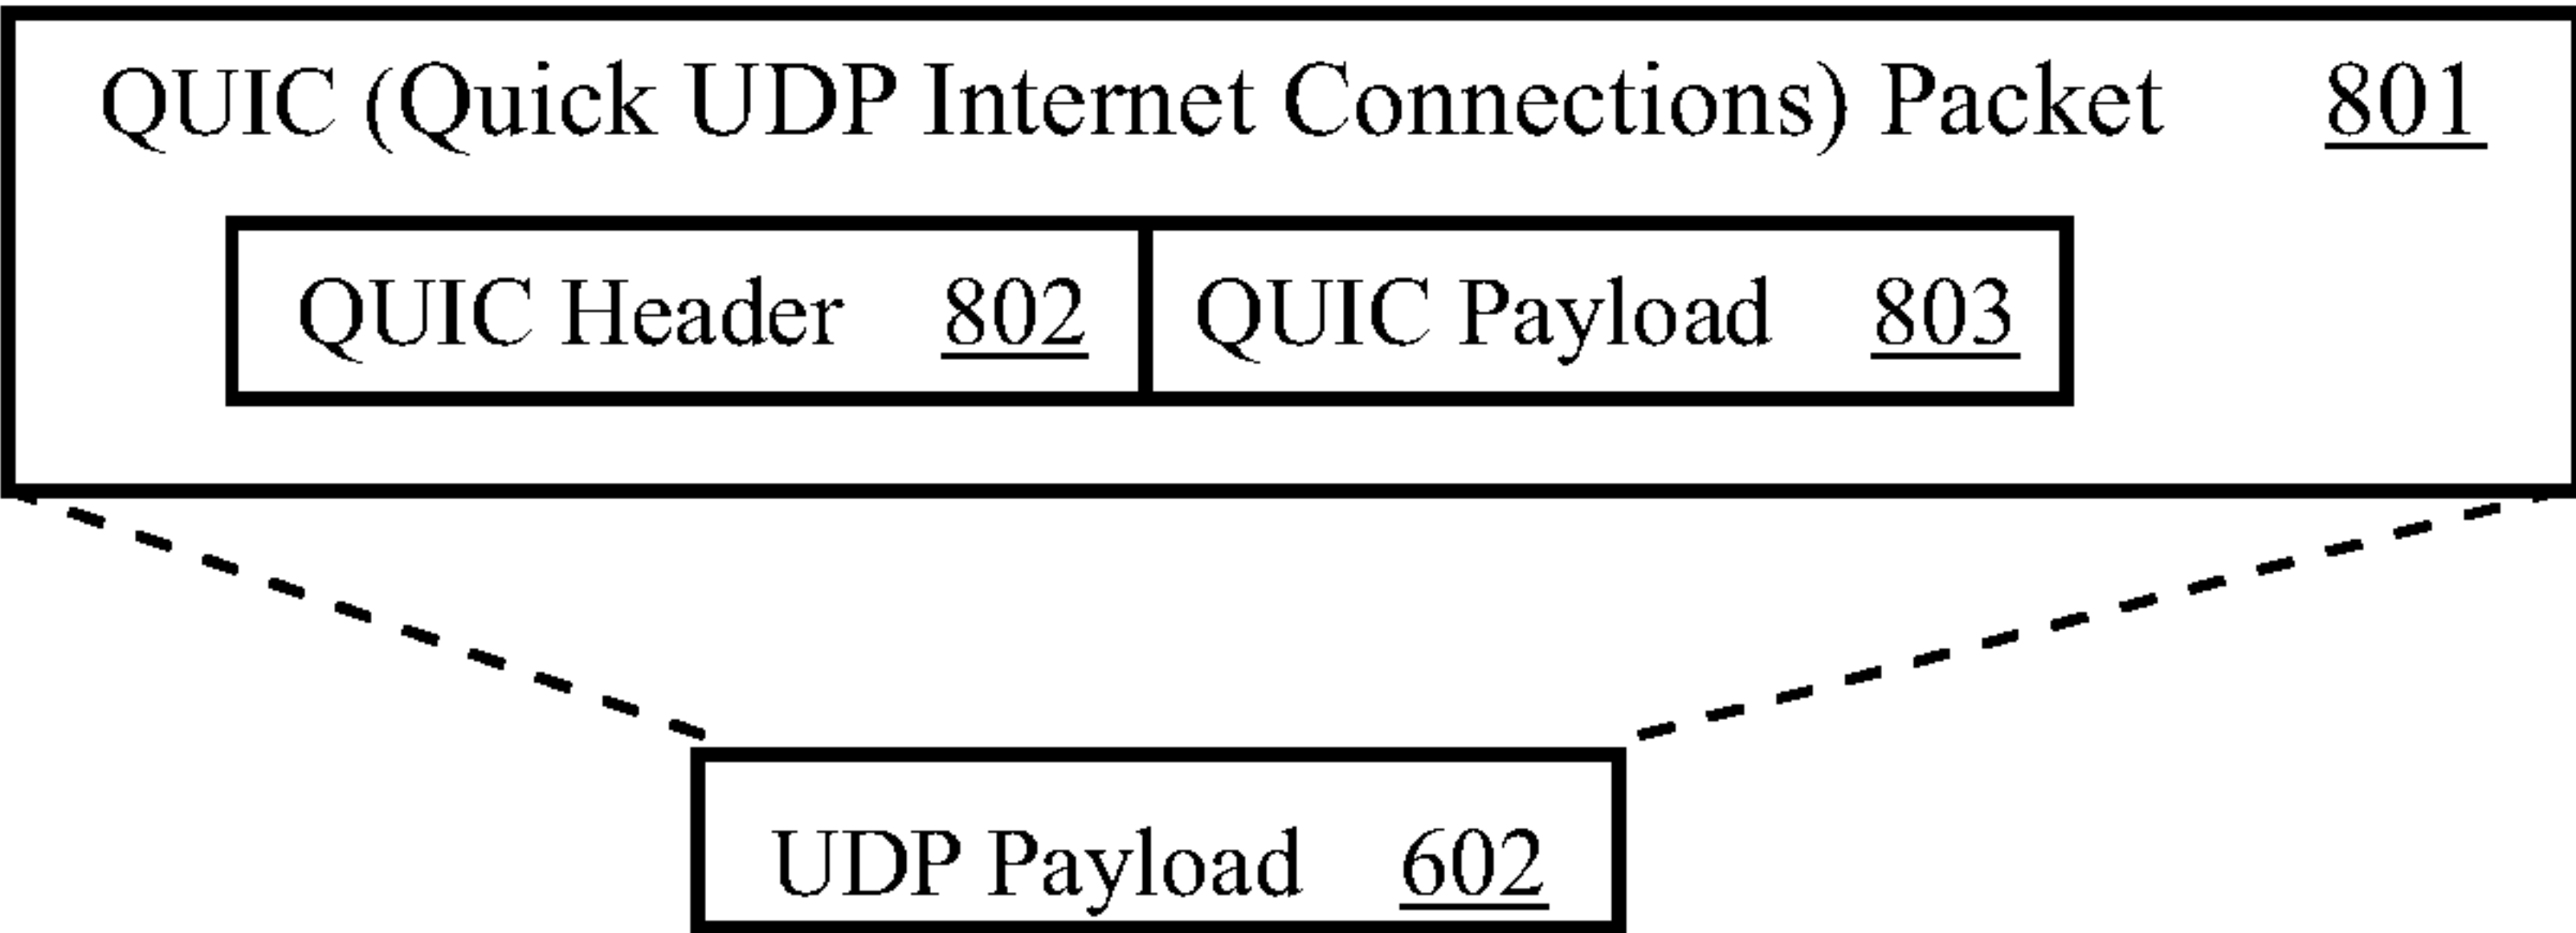 QUIC (Quick UDP Internet Connections) Packet 801
QUIC Header 802 QUIC Payload 803
UDP Payload 602